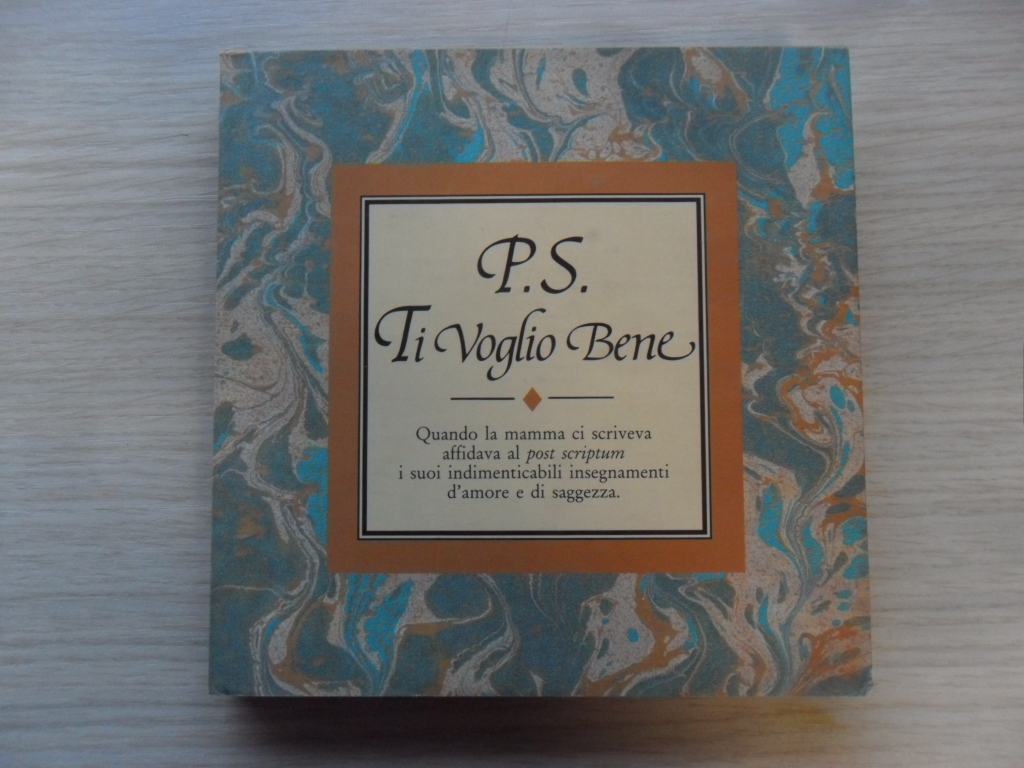 P.S.
Ti Voglio Bene
Quando la mamma ci scriveva
affidava al post scriptum
i suoi indimenticabili insegnamenti
d'amore e di saggezza.